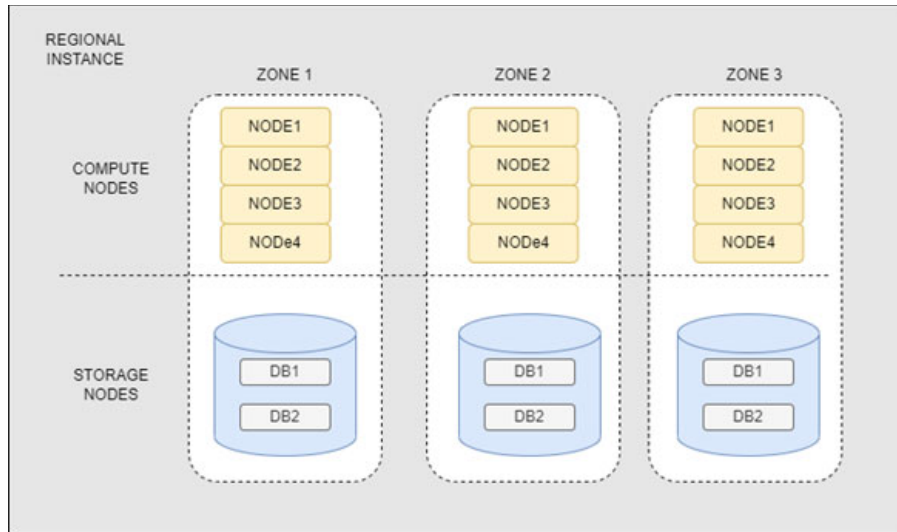 REGIONAL
INSTANCE
ZONE 1
ZONE 2
ZONE 3
COMPUTE
NODES
NODE1
NODE2
NODE3
NODe4
NODE1
NODE2
NODE3
NODe4
NODE1
NODE2
NODE3
NODE4
STORAGE
NODES
DB1
DB2
DB1
DB2
DB1
DB2